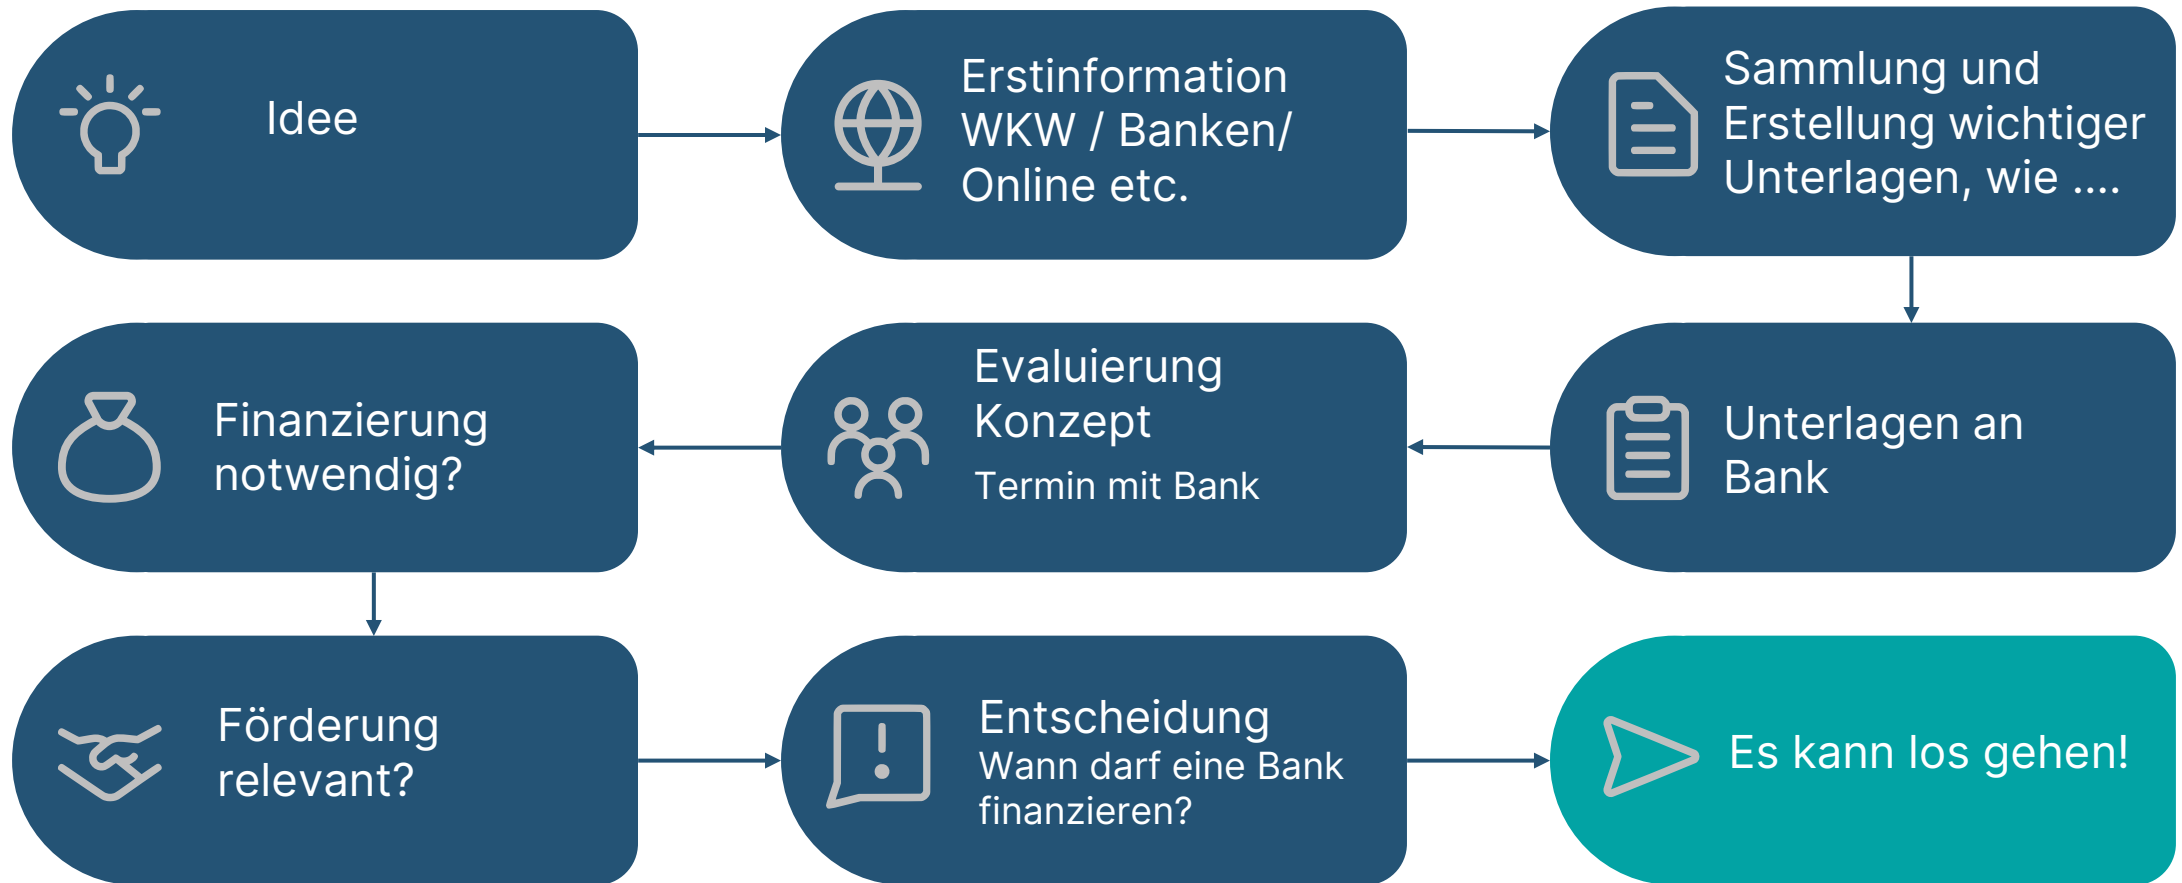 Idee
Erstinformation
WKW / Banken/
Online etc.
Sammlung und
Erstellung wichtiger
Unterlagen, wie ....
Unterlagen an
Bank
Evaluierung
Konzept
Termin mit Bank
Finanzierung
notwendig?
Förderung
relevant?
Entscheidung
Wann darf eine Bank
finanzieren?
Es kann los gehen!